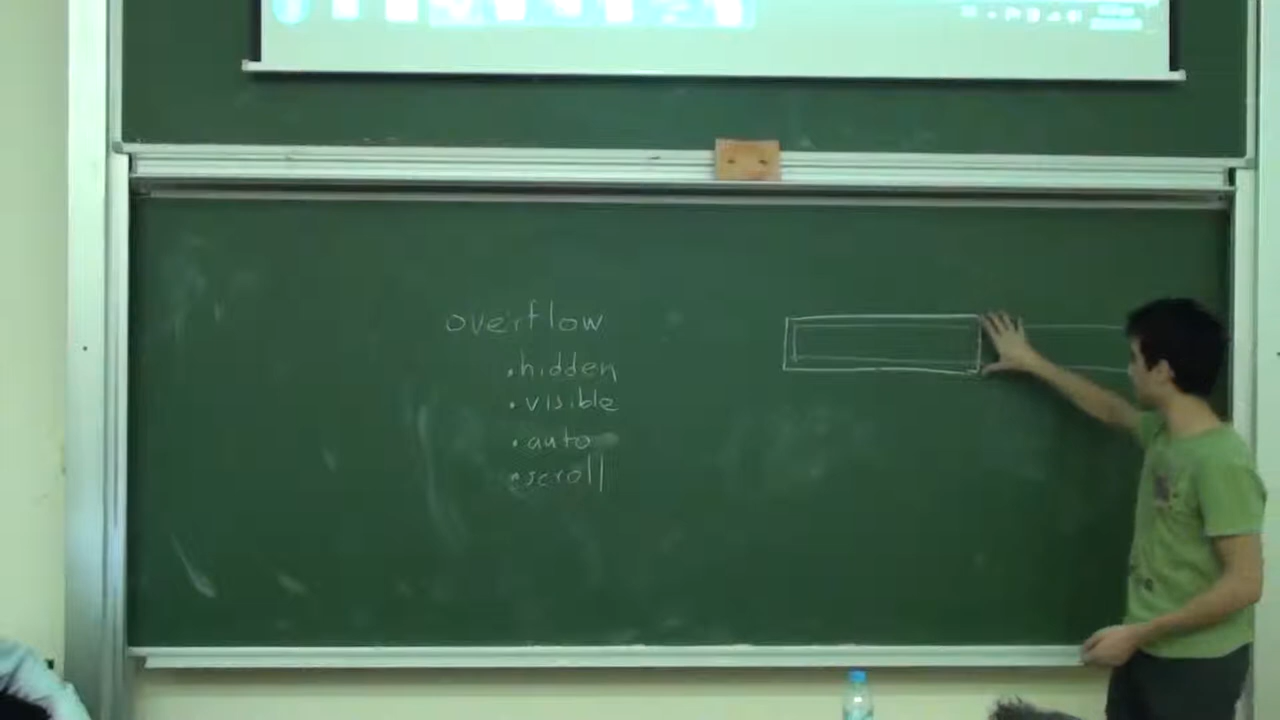 overflow
.hidden
.visible
.auto
.scroll